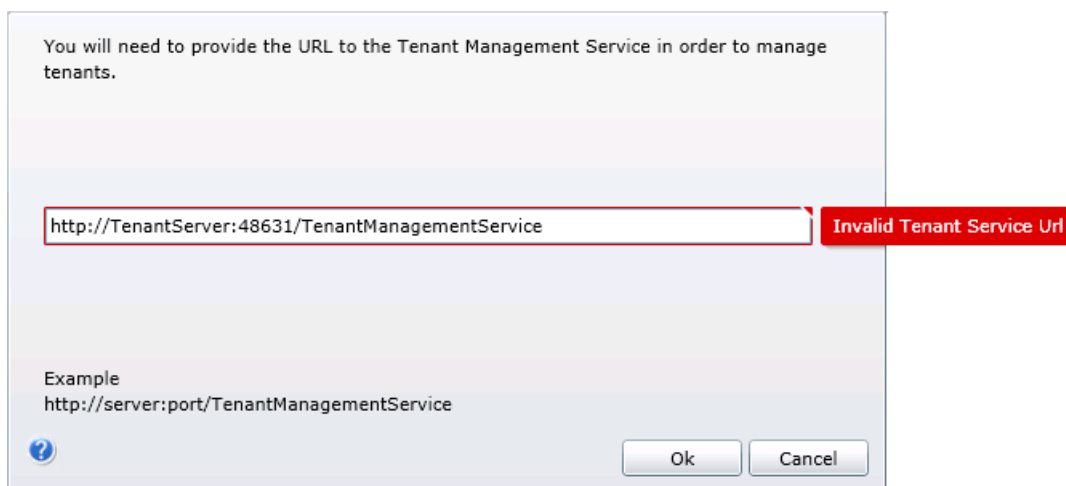 You will need to provide the URL to the Tenant Management Service in order to manage
tenants.
http://TenantServer:48631/TenantManagementService
Invalid Tenant Service Url
Example
http://server:port/TenantManagementService
?
Ok
Cancel